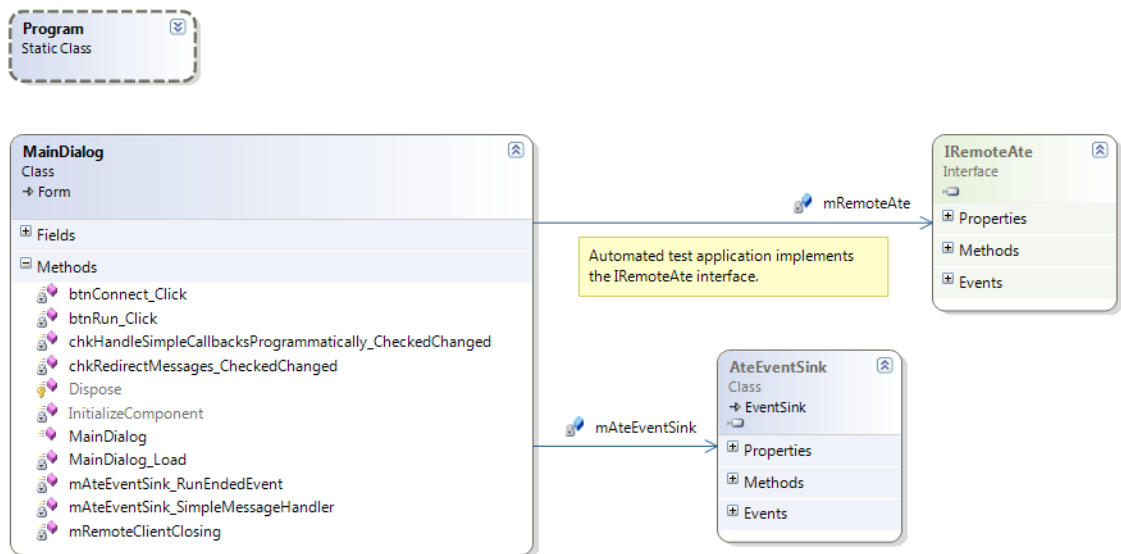 Program
Static Class
MainDialog
Class
Form
Fields
Methods
btnConnect_Click
btnRun_Click
chkHandleSimpleCallbacksProgrammatically_CheckedChanged
chkRedirectMessages_CheckedChanged
Dispose
InitializeComponent
MainDialog
MainDialog_Load
mAteEventSink_RunEndedEvent
mAteEventSink_SimpleMessageHandler
mRemoteClientClosing
mRemoteAte
Automated test application implements
the IRemoteAte interface.
IRemoteAte
Interface
Properties
Methods
Events
mAteEventSink
AteEventSink
Class
EventSink
Properties
Methods
Events